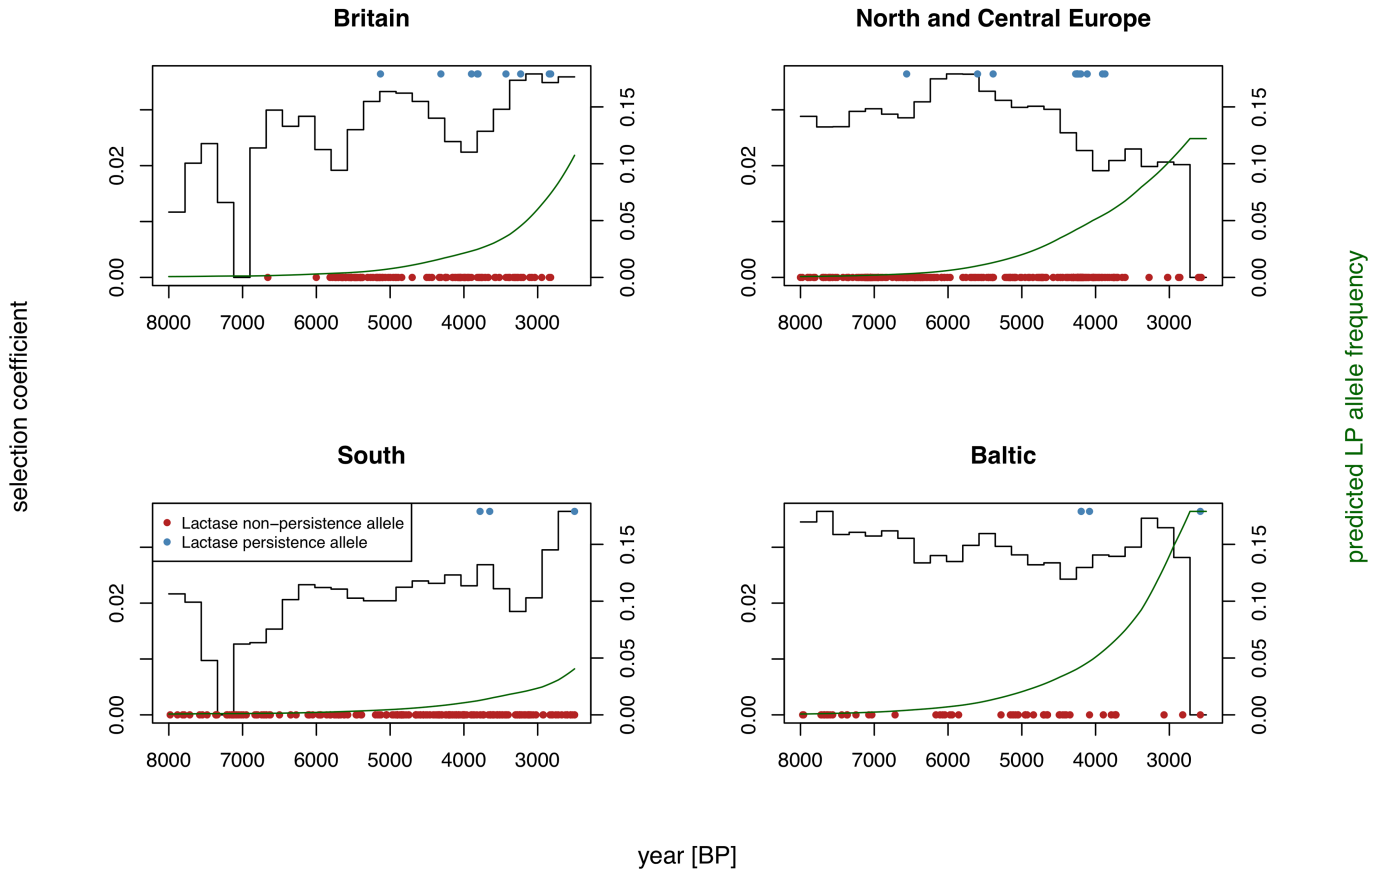 Britain
0.00
0.02
0.00
0.05
0.10
0.15
8000 7000 6000 5000 4000 3000
North and Central Europe
0.00
0.02
0.00
0.05
0.10
0.15
8000 7000 6000 5000 4000 3000
selection coefficient
predicted LP allele frequency
South
Lactase non−persistence allele
Lactase persistence allele
0.00
0.02
0.00
0.05
0.10
0.15
8000 7000 6000 5000 4000 3000
Baltic
0.00
0.02
0.00
0.05
0.10
0.15
8000 7000 6000 5000 4000 3000
year [BP]